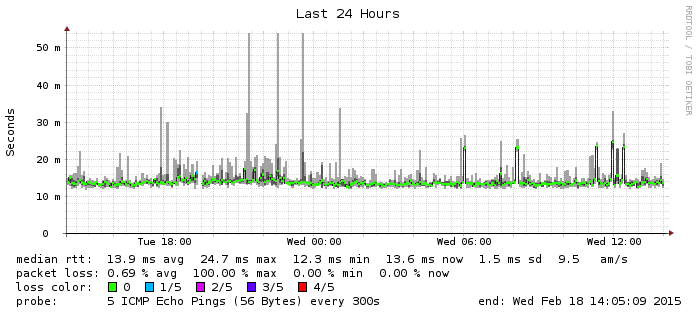 Last 24 Hours
RRDTOOL / TOBI OETIKER
Seconds
50 m
40 m
30 m
20 m
10 m
0
Tue 18:00 Wed 00:00 Wed 06:00 Wed 12:00
median rtt: 13.9 ms avg 24.7 ms max 12.3 ms min 13.6 ms now 1.5 ms sd 9.5 am/s
packet loss: 0.69 % avg 100.00 % max 0.00 % min 0.00 % now
loss color: 0 1/5 2/5 3/5 4/5
probe: 5 ICMP Echo Pings (56 Bytes) every 300s end: Wed Feb 18 14:05:09 2015